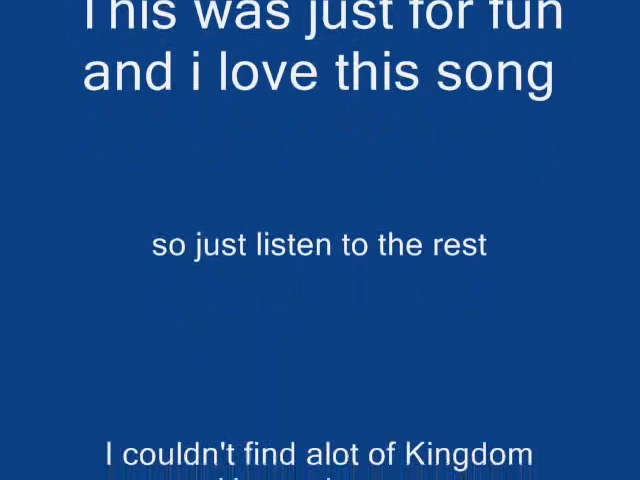 This was just for fun
and i love this song
so just listen to the rest
I couldn't find alot of Kingdom